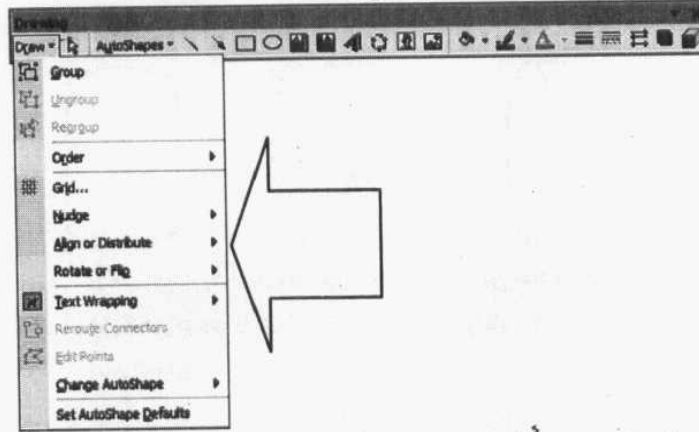 Drawing
Draw AutoShapes
Group
Ungroup
Regroup
Order
Grid...
Nudge
Align or Distribute
Rotate or Flip
Text Wrapping
Reroute Connectors
Edit Points
Change AutoShape
Set AutoShape Defaults